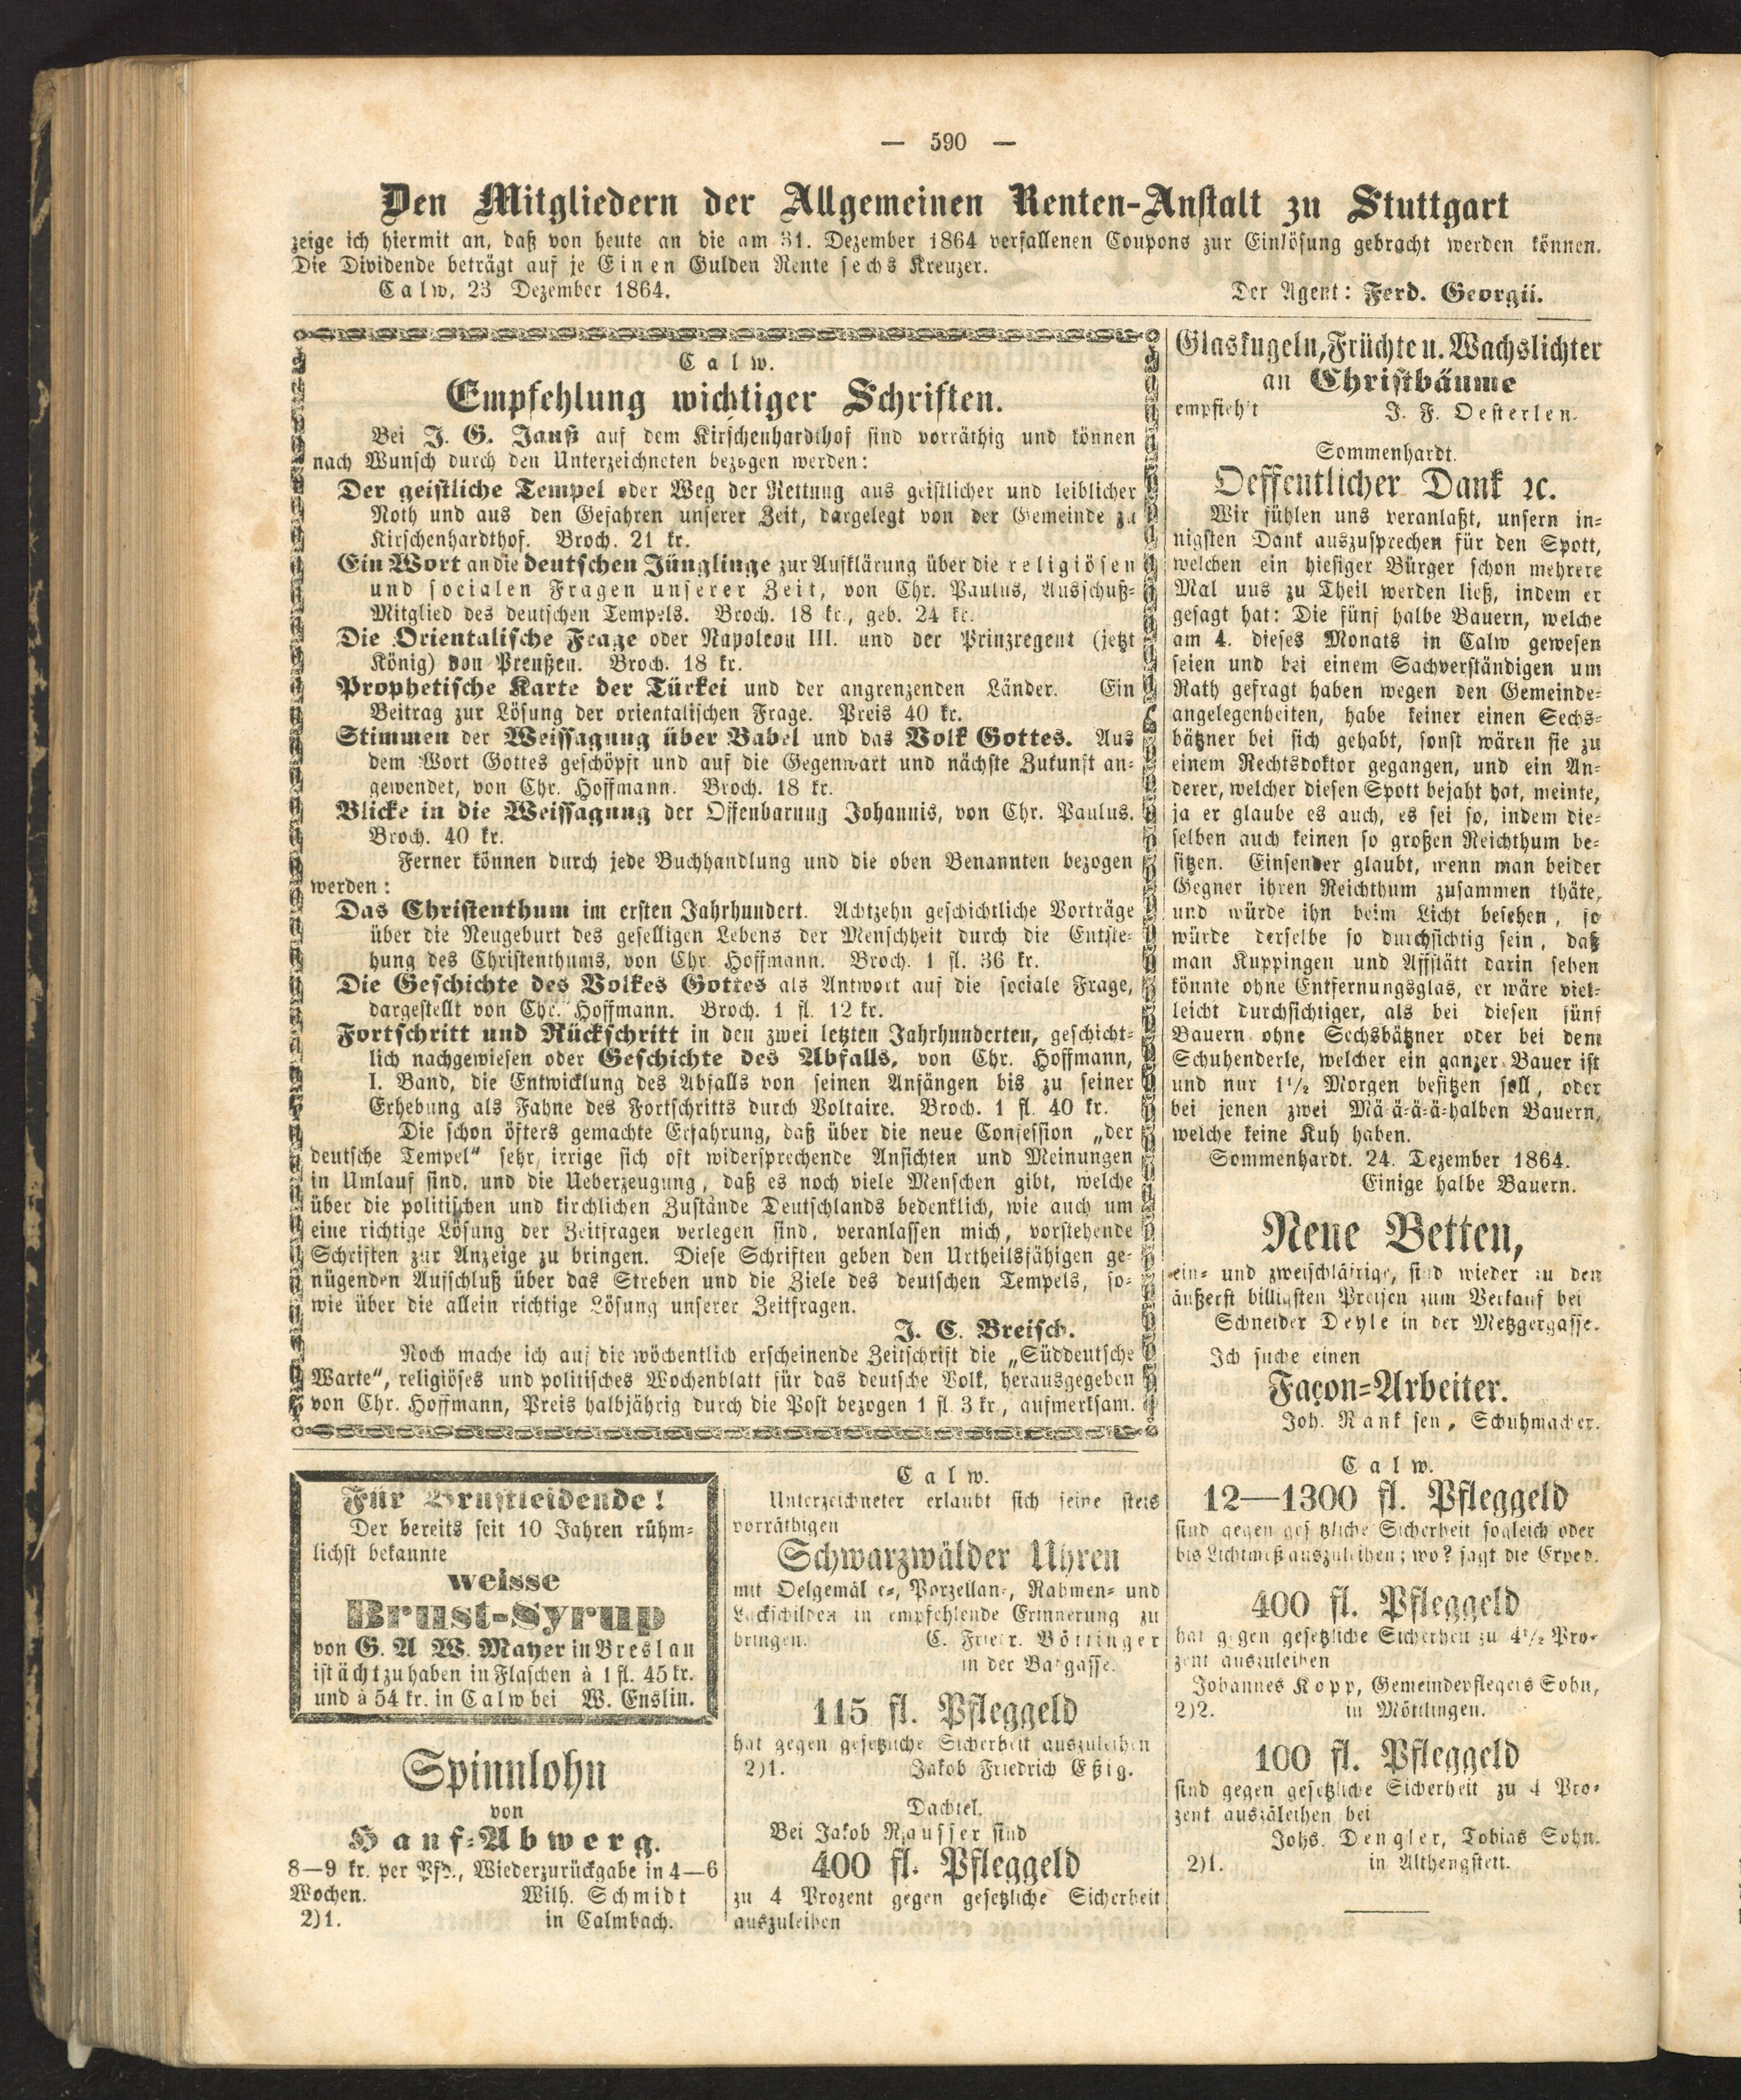 — 590 —
Den Mitgliedern der Allgemeinen Renten-Anstalt zu Stuttgart
zeige ich hiermit an, daß von heute an die am 31. Dezember 1864 verfallenen Coupons zur Einlösung gebracht werden können.
Die Dividende beträgt auf je Einen Gulden Rente sechs Kreuzer.
Calw, 23 Dezember 1864.
Der Agent: Ferd. Georgii.
Calw.
Empfehlung wichtiger Schriften.
Bei J. G. Jauß auf dem Kirschenhardthof sind vorräthig und können
nach Wunsch durch den Unterzeichneten bezogen werden:
Der geistliche Tempel oder Weg der Rettung aus geistlicher und leiblicher
Noth und aus den Gefahren unserer Zeit, dargelegt von der Gemeinde zu
Kirschenhardthof. Broch. 21 kr.
Ein Wort an die deutschen Jünglinge zur Aufklärung über die religiösen
und socialen Fragen unserer Zeit, von Chr. Paulus, Ausschuß-
Mitglied des deutschen Tempels. Broch. 18 kr., geb. 24 kr.
Die Orientalische Frage oder Napoleon III. und der Prinzregent (jetzt
König) von Preußen. Broch. 18 kr.
Prophetische Karte der Türkei und der angrenzenden Länder. Ein
Beitrag zur Lösung der orientalischen Frage. Preis 40 kr.
Stimmen der Weissagung über Babel und das Volk Gottes. Aus
dem Wort Gottes geschöpft und auf die Gegenwart und nächste Zukunft an-
gewendet, von Chr. Hoffmann. Broch. 18 kr.
Blicke in die Weissagung der Offenbarung Johannis, von Chr. Paulus.
Broch. 40 kr.
Ferner können durch jede Buchhandlung und die oben Benannten bezogen
werden:
Das Christenthum im ersten Jahrhundert. Achtzehn geschichtliche Vorträge
über die Neugeburt des geselligen Lebens der Menschheit durch die Entste-
hung des Christenthums, von Chr. Hoffmann. Broch. 1 fl. 36 kr.
Die Geschichte des Volkes Gottes als Antwort auf die sociale Frage,
dargestellt von Chr. Hoffmann. Broch. 1 fl. 12 kr.
Fortschritt und Rückschritt in den zwei letzten Jahrhunderten, geschicht-
lich nachgewiesen oder Geschichte des Abfalls, von Chr. Hoffmann,
I. Band, die Entwicklung des Abfalls von seinen Anfängen bis zu seiner
Erhebung als Fahne des Fortschritts durch Voltaire. Broch. 1 fl. 40 kr.
Die schon öfters gemachte Erfahrung, daß über die neue Confession „der
deutsche Tempel“ sehr irrige sich oft widersprechende Ansichten und Meinungen
in Umlauf sind, und die Ueberzeugung, daß es noch viele Menschen gibt, welche
über die politischen und kirchlichen Zustände Deutschlands bedenklich, wie auch um
eine richtige Lösung der Zeitfragen verlegen sind, veranlassen mich, vorstehende
Schriften zur Anzeige zu bringen. Diese Schriften geben den Urtheilsfähigen ge-
nügenden Aufschluß über das Streben und die Ziele des deutschen Tempels, so-
wie über die allein richtige Lösung unserer Zeitfragen.
J. C. Breisch.
Noch mache ich auf die wöchentlich erscheinende Zeitschrift die „Süddeutsche
Warte“, religiöses und politisches Wochenblatt für das deutsche Volk, herausgegeben
von Chr. Hoffmann, Preis halbjährig durch die Post bezogen 1 fl. 3 kr., aufmerksam.
Für Brustleidende!
Der bereits seit 10 Jahren rühm-
lichst bekannte
weisse
Brust-Syrup
von G. A. W. Mayer in Breslau
ist ächt zu haben in Flaschen à 1 fl. 45 kr.
und à 54 kr. in Calw bei W. Enslin.
Spinnlohn
von
Hanf-Abwerg.
8—9 kr. per Pfd., Wiederzurückgabe in 4—6
Wochen. Wilh. Schmidt
2)1. in Calmbach.
Calw.
Unterzeichneter erlaubt sich seine stets
vorräthigen
Schwarzwälder Uhren
mit Oelgemälde-, Porzellan-, Rahmen- und
Lackschilden in empfehlende Erinnerung zu
bringen. C. Friedr. Böttinger
in der Badgasse.
115 fl. Pfleggeld
hat gegen gesetzliche Sicherheit auszuleihen
2)1. Jakob Friedrich Eßig.
Dachtel.
Bei Jakob Rausser sind
400 fl. Pfleggeld
zu 4 Prozent gegen gesetzliche Sicherheit
auszuleihen
Glaskugeln, Früchte u. Wachslichter
an Christbäume
empfiehlt J. F. Oesterlen.
Sommenhardt.
Oeffentlicher Dank ꝛc.
Wir fühlen uns veranlaßt, unsern in-
nigsten Dank auszusprechen für den Spott,
welchen ein hiesiger Bürger schon mehrere
Mal uns zu Theil werden ließ, indem er
gesagt hat: Die fünf halbe Bauern, welche
am 4. dieses Monats in Calw gewesen
seien und bei einem Sachverständigen um
Rath gefragt haben wegen den Gemeinde-
angelegenheiten, habe keiner einen Sechs-
bätzner bei sich gehabt, sonst wären sie zu
einem Rechtsdoktor gegangen, und ein An-
derer, welcher diesen Spott bejaht hat, meinte,
ja er glaube es auch, es sei so, indem die-
selben auch keinen so großen Reichthum be-
sitzen. Einsender glaubt, wenn man beider
Gegner ihren Reichthum zusammen thäte,
und würde ihn beim Licht besehen, so
würde derselbe so durchsichtig sein, daß
man Kuppingen und Affstätt darin sehen
könnte ohne Entfernungsglas, er wäre viel-
leicht durchsichtiger, als bei diesen fünf
Bauern ohne Sechsbätzner oder bei dem
Schuhenderle, welcher ein ganzer Bauer ist
und nur 1½ Morgen besitzen soll, oder
bei jenen zwei Mä-ä-ä-ä-halben Bauern,
welche keine Kuh haben.
Sommenhardt. 24. Dezember 1864.
Einige halbe Bauern.
Neue Betten,
ein- und zweischläfrige, sind wieder zu den
äußerst billigsten Preisen zum Verkauf bei
Schneider Deyle in der Metzgergasse.
Ich suche einen
Façon-Arbeiter.
Joh. Ranksen, Schuhmacher.
Calw.
12—1300 fl. Pfleggeld
sind gegen gesetzliche Sicherheit sogleich oder
bis Lichtmeß auszuleihen; wo? sagt die Exped.
400 fl. Pfleggeld
hat gegen gesetzliche Sicherheit zu 4½ Pro-
zent auszuleihen
Johannes Kopp, Gemeindepflegers Sohn,
2)2. in Möttlingen.
100 fl. Pfleggeld
sind gegen gesetzliche Sicherheit zu 4 Pro-
zent auszäleihen bei
Johs. Dengler, Tobias Sohn.
2)1. in Althengstett.